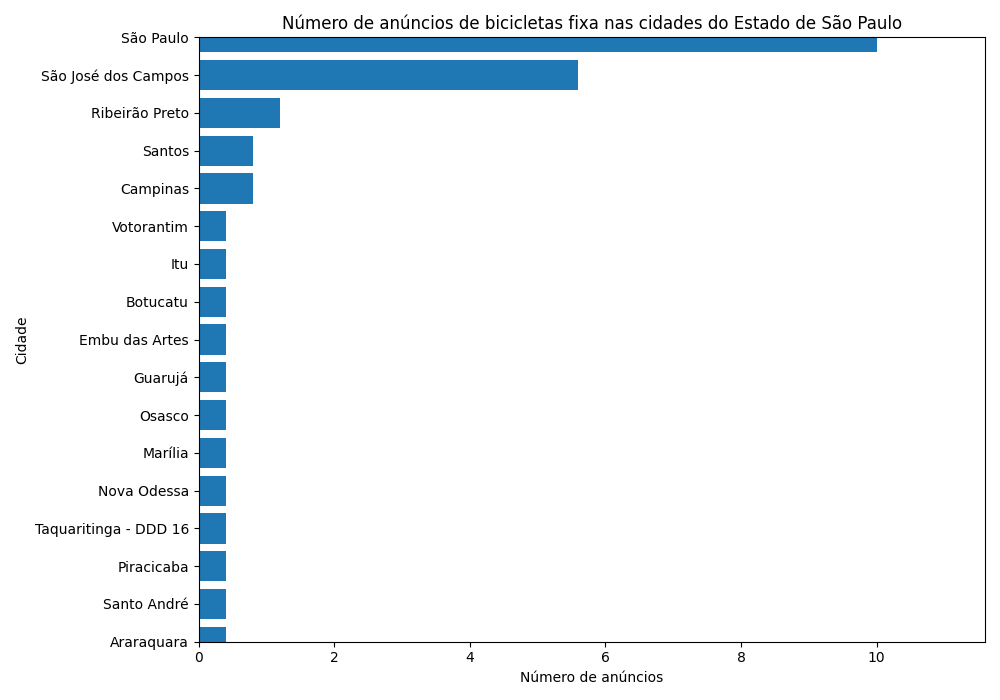 Número de anúncios de bicicletas fixa nas cidades do Estado de São Paulo
São Paulo
São José dos Campos
Ribeirão Preto
Santos
Campinas
Votorantim
Itu
Botucatu
Embu das Artes
Guarujá
Osasco
Marília
Nova Odessa
Taquaritinga - DDD 16
Piracicaba
Santo André
Araraquara
Cidade
0 2 4 6 8 10
Número de anúncios